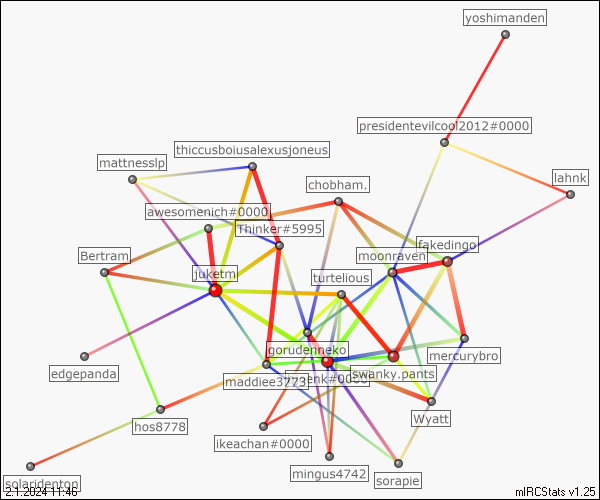 yoshimanden
presidentevilcool2012#0000
thiccusboiusalexusjoneus
mattnesslp
lahnk
chobham.
awesomenich#0000
Thinker#5995
fakedingo
Bertram
moonraven
juketm
turtelious
gorudenneko
mercurybro
edgepanda
maddiee3773
enk#0000
swanky.pants
hos8778
Wyatt
ikeachan#0000
mingus4742
sorapie
solaridenton
2.1.2024 11:46
mIRCStats v1.25